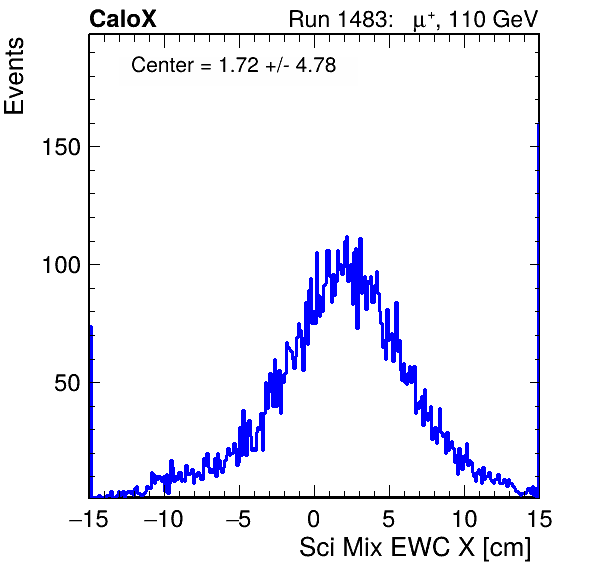 CaloX Run 1483: μ⁺, 110 GeV
Center = 1.72 +/- 4.78
Events
150
100
50
−15 −10 −5 0 5 10 15
Sci Mix EWC X [cm]